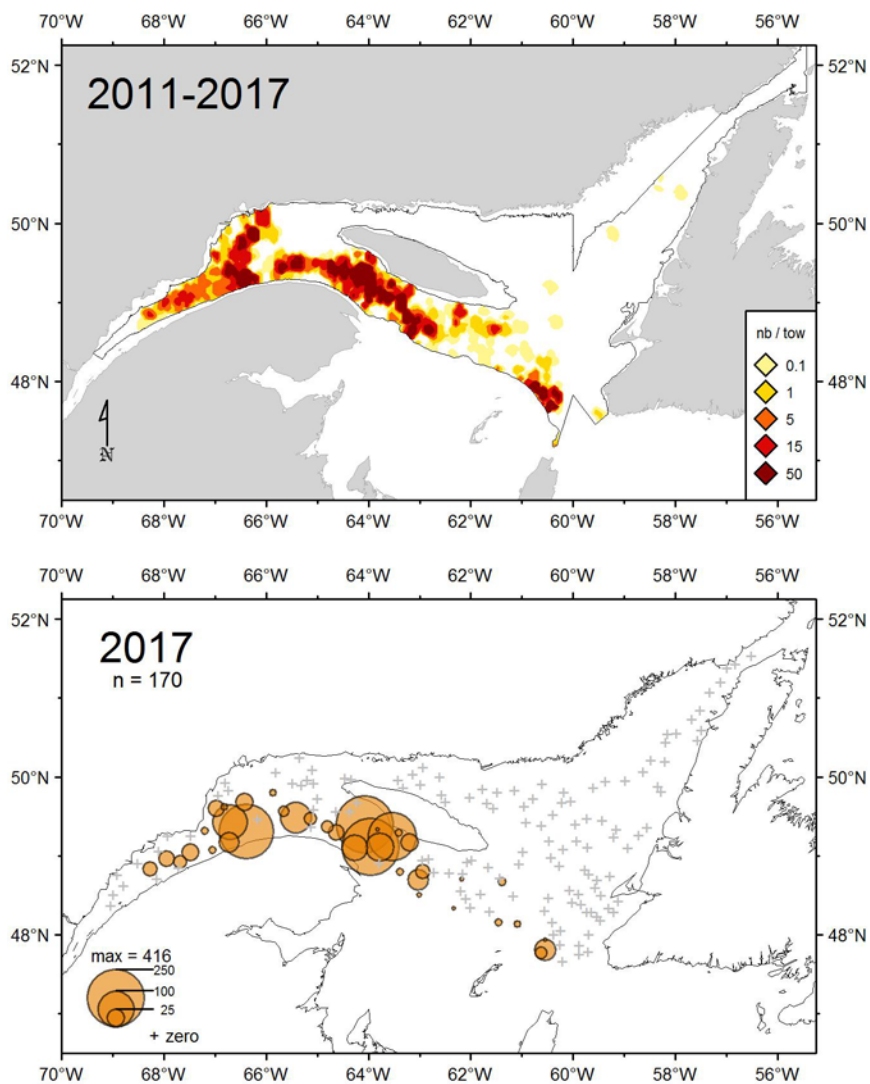 70°W 68°W 66°W 64°W 62°W 60°W 58°W 56°W
52°N 52°N
2011-2017
50°N 50°N
nb / tow
0.1
48°N 1 48°N
5
N 15
50
70°W 68°W 66°W 64°W 62°W 60°W 58°W 56°W
70°W 68°W 66°W 64°W 62°W 60°W 58°W 56°W
52°N 52°N
2017
n = 170
50°N 50°N
48°N 48°N
max = 416
250
100
25
+ zero
70°W 68°W 66°W 64°W 62°W 60°W 58°W 56°W